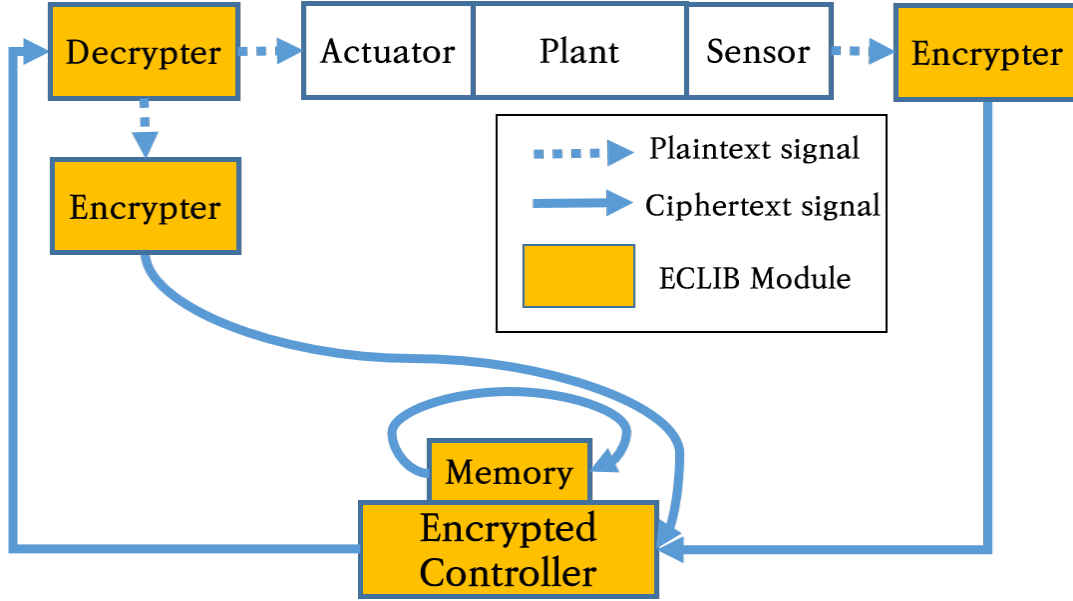 Decrypter
Actuator
Plant
Sensor
Encrypter
Plaintext signal
Encrypter
Ciphertext signal
ECLIB Module
Memory
Encrypted
Controller